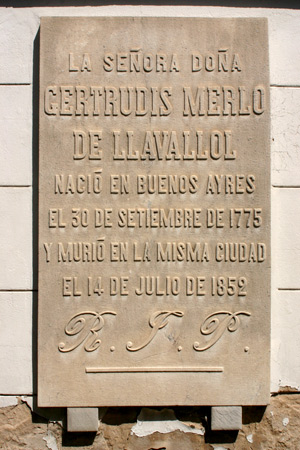 LA SEÑORA DOÑA
GERTRUDIS MERLO
DE LLAVALLOL
NACIÓ EN BUENOS AYRES
EL 30 DE SETIEMBRE DE 1775
Y MURIÓ EN LA MISMA CIUDAD
EL 14 DE JULIO DE 1852
R. J. P.